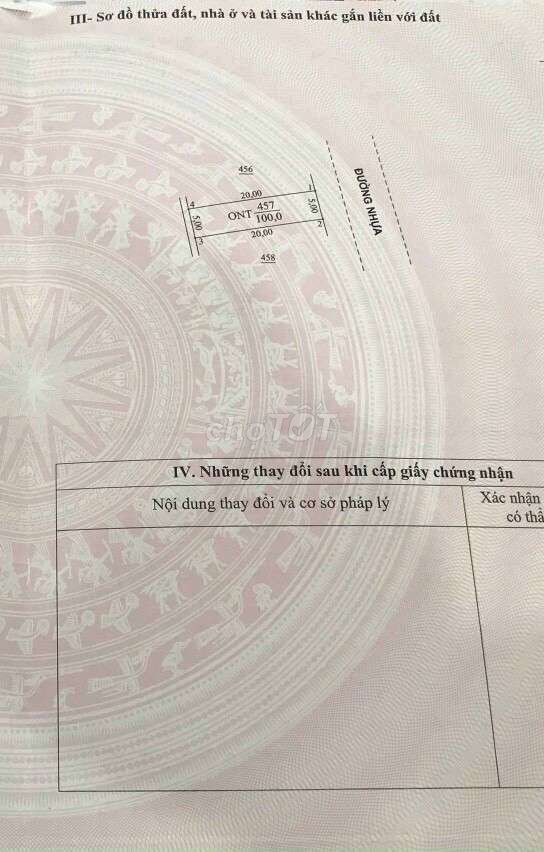 III- Sơ đồ thửa đất, nhà ở và tài sản khác gắn liền với đất
456
ĐƯỜNG NHỰA
4
20,00
1
5,00
ONT 457
100,0
5,00
3
20,00
2
458
choTỐT
IV. Những thay đổi sau khi cấp giấy chứng nhận
Nội dung thay đổi và cơ sở pháp lý
Xác nhận
có thẩ